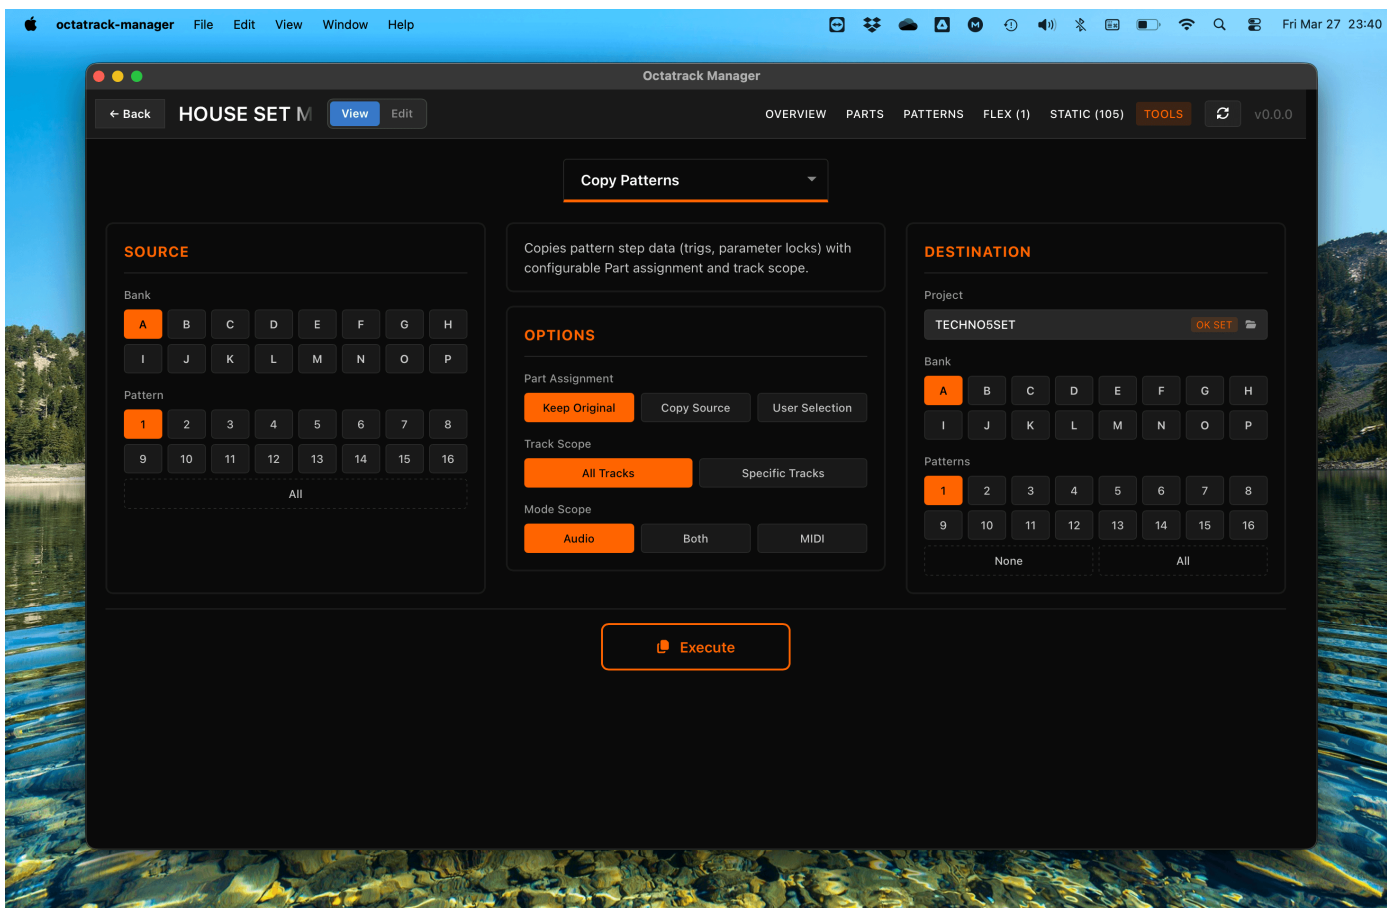 octatrack-manager File Edit View Window Help Fri Mar 27 23:40
Octatrack Manager
← Back HOUSE SET M View Edit OVERVIEW PARTS PATTERNS FLEX (1) STATIC (105) TOOLS v0.0.0
Copy Patterns
SOURCE
Bank
A B C D E F G H
I J K L M N O P
Pattern
1 2 3 4 5 6 7 8
9 10 11 12 13 14 15 16
All
Copies pattern step data (trigs, parameter locks) with
configurable Part assignment and track scope.
OPTIONS
Part Assignment
Keep Original Copy Source User Selection
Track Scope
All Tracks Specific Tracks
Mode Scope
Audio Both MIDI
DESTINATION
Project
TECHNO5SET OK SET
Bank
A B C D E F G H
I J K L M N O P
Patterns
1 2 3 4 5 6 7 8
9 10 11 12 13 14 15 16
None All
Execute